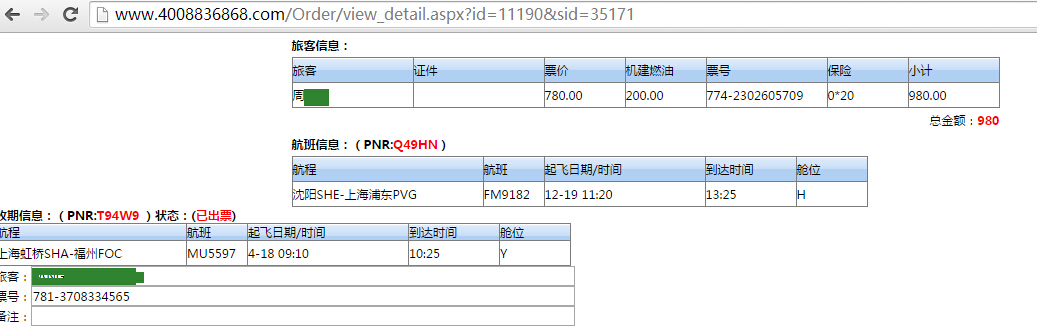 www.4008836868.com/Order/view_detail.aspx?id=11190&sid=35171
旅客信息：
旅客 证件 票价 机建燃油 票号 保险 小计
周 780.00 200.00 774-2302605709 0*20 980.00
总金额：980
航班信息：（PNR:Q49HN）
航程 航班 起飞日期/时间 到达时间 舱位
沈阳SHE-上海浦东PVG FM9182 12-19 11:20 13:25 H
改期信息：（PNR:T94W9 ）状态：(已出票)
航程 航班 起飞日期/时间 到达时间 舱位
上海虹桥SHA-福州FOC MU5597 4-18 09:10 10:25 Y
旅客：
票号：781-3708334565
备注：